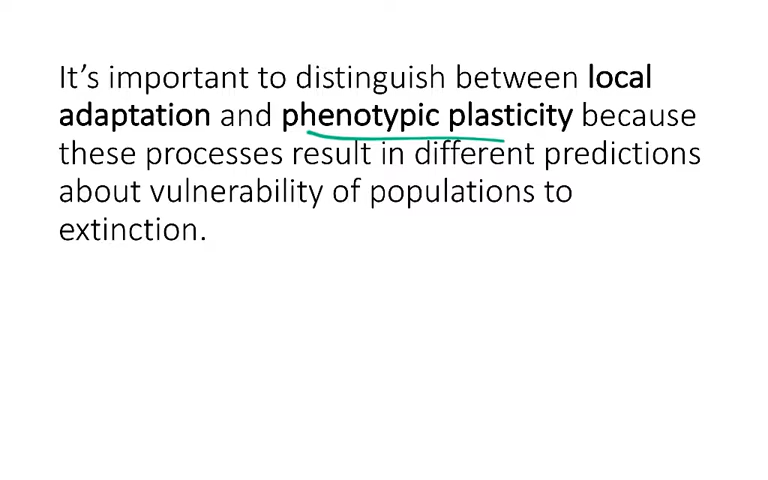 It’s important to distinguish between local
adaptation and phenotypic plasticity because
these processes result in different predictions
about vulnerability of populations to
extinction.